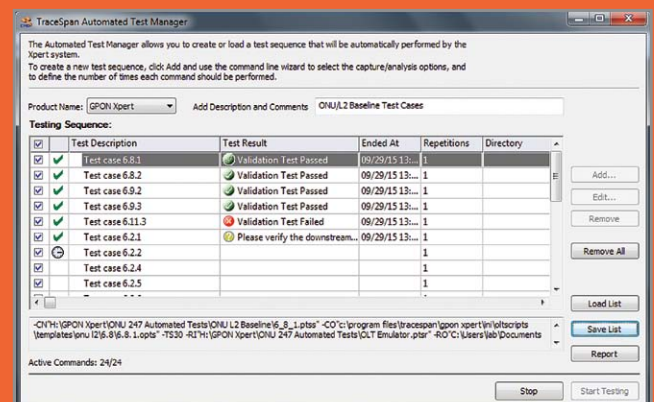 TraceSpan Automated Test Manager
The Automated Test Manager allows you to create or load a test sequence that will be automatically performed by the
Xpert system.
To create a new test sequence, click Add and use the command line wizard to select the capture/analysis options, and
to define the number of times each command should be performed.
Product Name: GPON Xpert Add Description and Comments ONU/L2 Baseline Test Cases
Testing Sequence:
Test Description Test Result Ended At Repetitions Directory
Test case 6.8.1 Validation Test Passed 09/29/15 13:... 1
Test case 6.8.2 Validation Test Passed 09/29/15 13:... 1
Test case 6.9.2 Validation Test Passed 09/29/15 13:... 1
Test case 6.9.3 Validation Test Passed 09/29/15 13:... 1
Test case 6.11.3 Validation Test Failed 09/29/15 13:... 1
Test case 6.2.1 Please verify the downstream... 09/29/15 13:... 1
Test case 6.2.2 1
Test case 6.2.4 1
Test case 6.2.5 1
Add...
Edit...
Remove
Remove All
Load List
Save List
Report
-CN"H:\GPON Xpert\ONU 247 Automated Tests\ONU L2 Baseline\6_8_1.ptss" -CO"c:\program files\tracespan\gpon xpert\ini\oltscripts
\templates\onu l2\6.8\6.8. 1.opts" -TS30 -RI"H:\GPON Xpert\ONU 247 Automated Tests\OLT Emulator.ptsr" -RO"C:\Users\lab\Documents
Active Commands: 24/24
Stop Start Testing